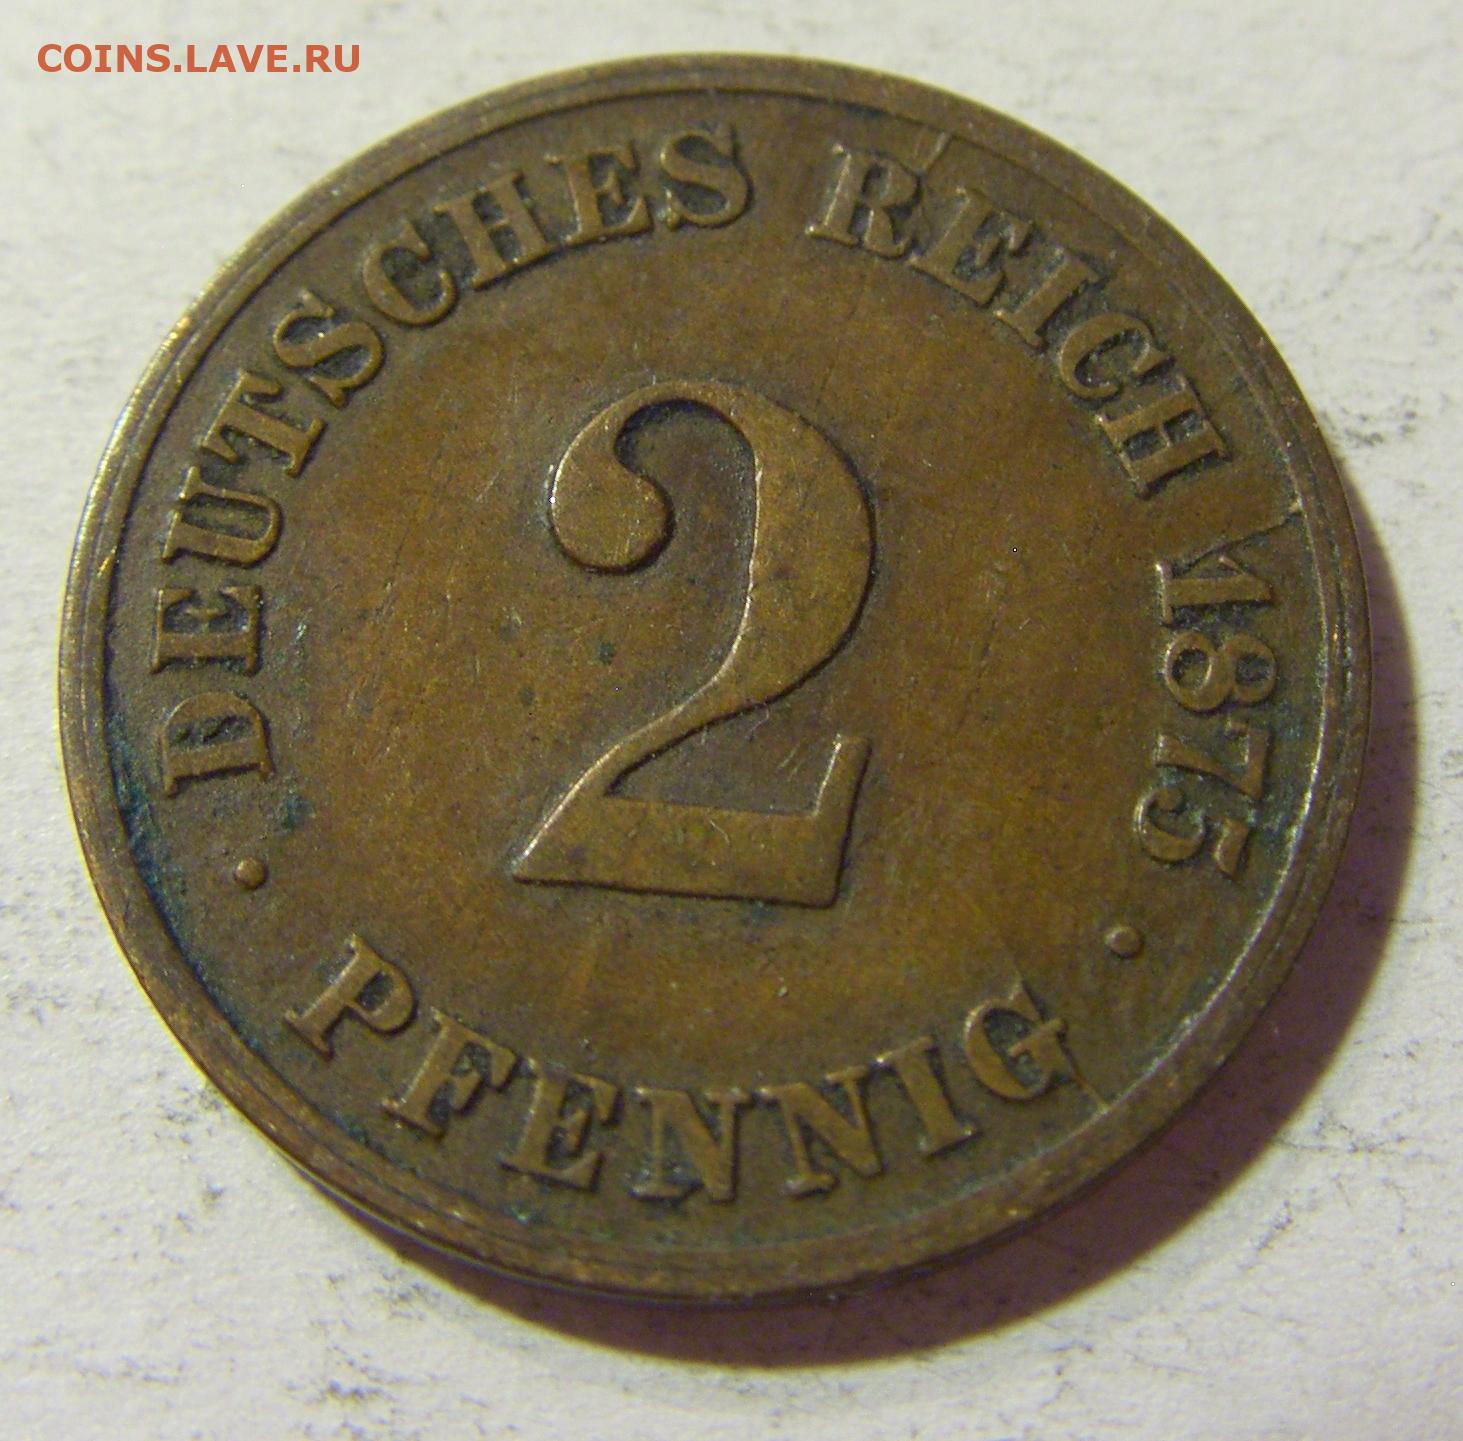 COINS.LAVE.RU
DEUTSCHES REICH 1875
2
· PFENNIG ·